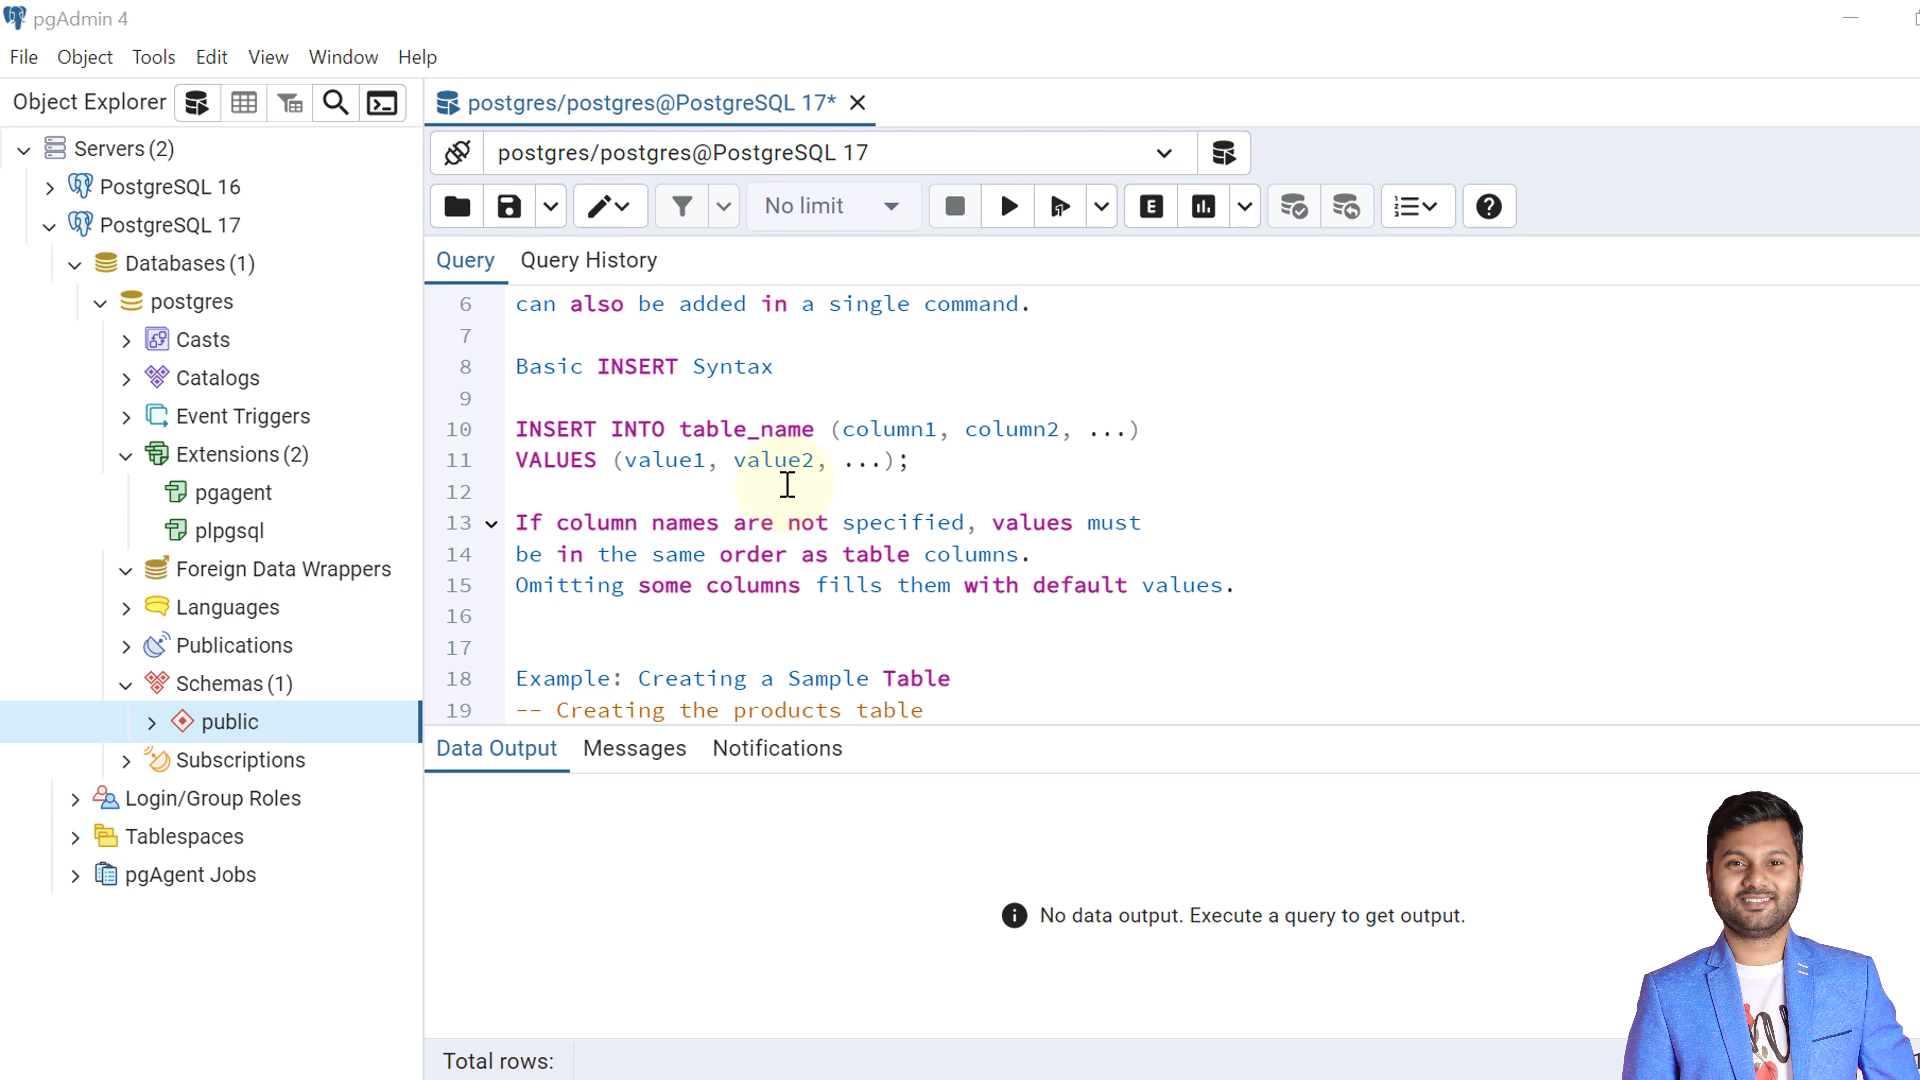 pgAdmin 4
File Object Tools Edit View Window Help
Object Explorer
postgres/postgres@PostgreSQL 17*
Servers (2)
PostgreSQL 16
PostgreSQL 17
Databases (1)
postgres
Casts
Catalogs
Event Triggers
Extensions (2)
pgagent
plpgsql
Foreign Data Wrappers
Languages
Publications
Schemas (1)
public
Subscriptions
Login/Group Roles
Tablespaces
pgAgent Jobs
postgres/postgres@PostgreSQL 17
No limit E
Query Query History
6 can also be added in a single command.
7
8 Basic INSERT Syntax
9
10 INSERT INTO table_name (column1, column2, ...)
11 VALUES (value1, value2, ...);
12
13 If column names are not specified, values must
14 be in the same order as table columns.
15 Omitting some columns fills them with default values.
16
17
18 Example: Creating a Sample Table
19 -- Creating the products table
Data Output Messages Notifications
No data output. Execute a query to get output.
Total rows: